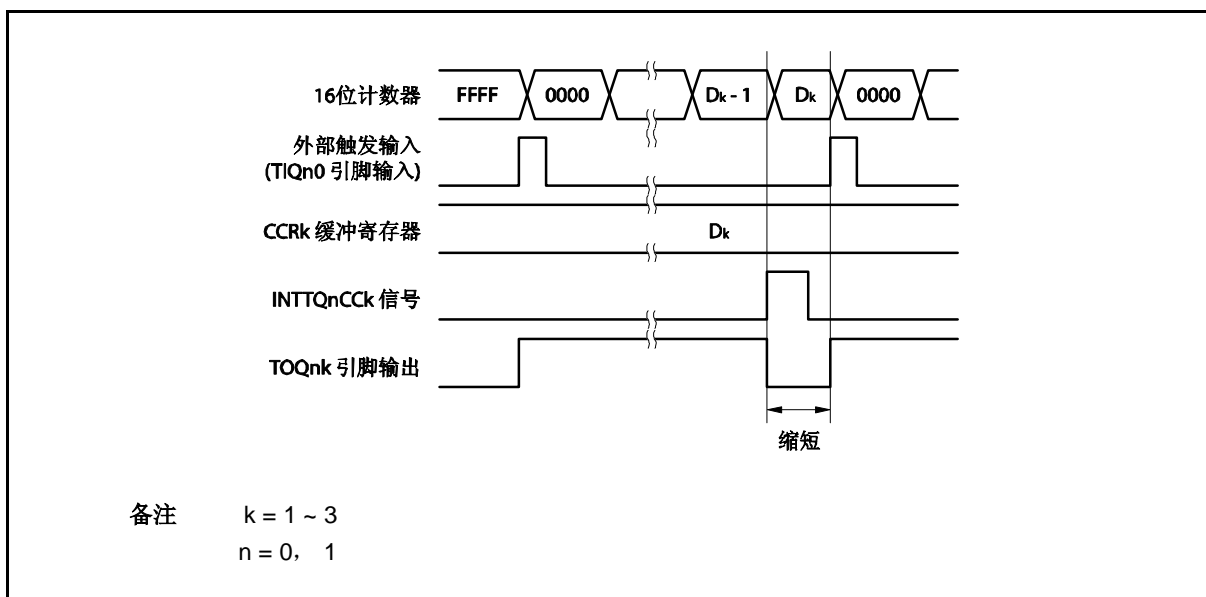 16位计数器 FFFF 0000 Dk - 1 Dk 0000
外部触发输入
(TIQn0 引脚输入)
CCRk 缓冲寄存器 Dk
INTTQnCCk 信号
TOQnk 引脚输出
缩短
备注 k = 1 ~ 3
n = 0， 1